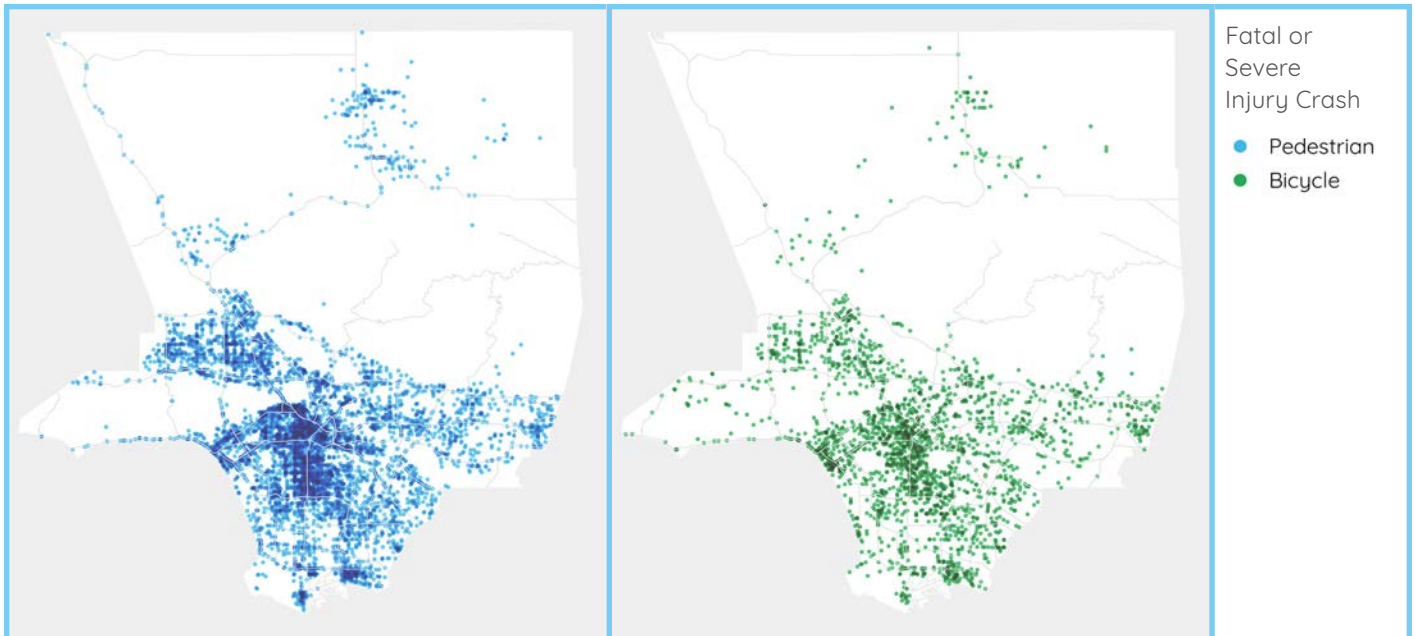 Fatal or
Severe
Injury Crash
Pedestrian
Bicycle